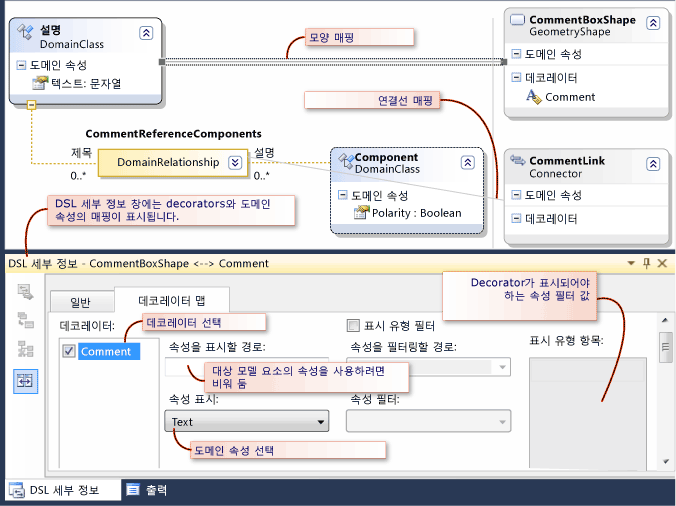 설명
DomainClass
도메인 속성
텍스트: 문자열
모양 매핑
CommentBoxShape
GeometryShape
도메인 속성
데코레이터
Comment
연결선 매핑
CommentReferenceComponents
제목
0..*
DomainRelationship
설명
0..*
Component
DomainClass
도메인 속성
Polarity : Boolean
CommentLink
Connector
도메인 속성
데코레이터
DSL 세부 정보 창에는 decorators와 도메인
속성의 매핑이 표시됩니다.
DSL 세부 정보 - CommentBoxShape <--> Comment
일반
데코레이터 맵
Decorator가 표시되어야
하는 속성 필터 값
데코레이터:
데코레이터 선택
표시 유형 필터
Comment
속성을 표시할 경로:
속성을 필터링할 경로:
표시 유형 항목:
대상 모델 요소의 속성을 사용하려면
비워 둠
속성 표시:
속성 필터:
Text
도메인 속성 선택
DSL 세부 정보
출력